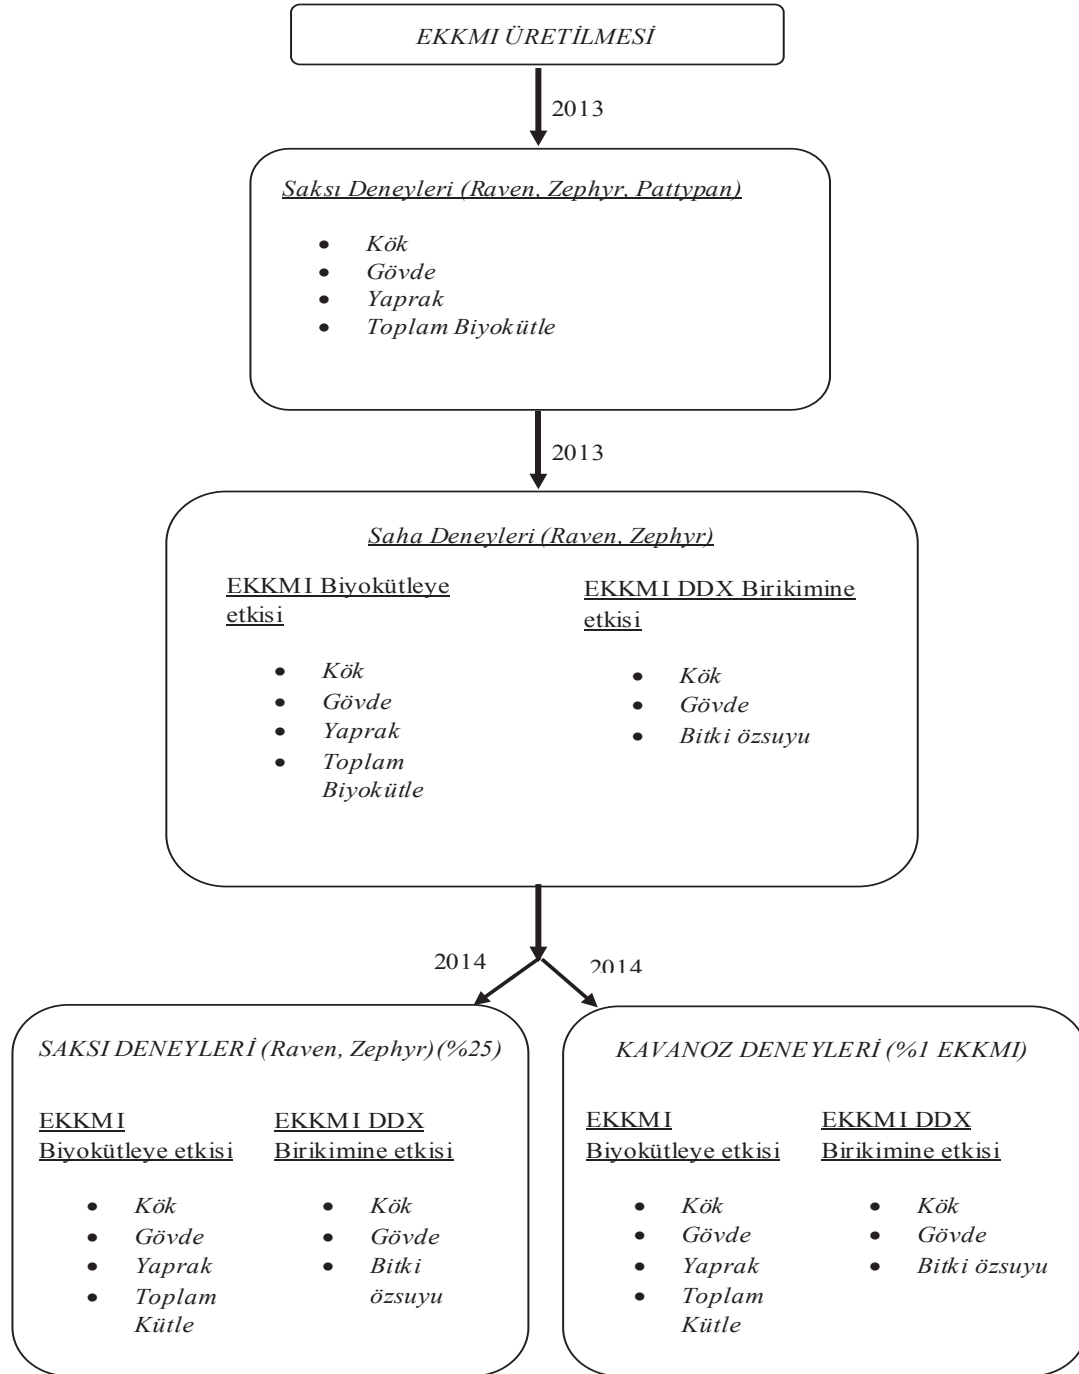 EKKMI ÜRETİLMESİ
2013
Saksı Deneyleri (Raven, Zephyr, Pattypan)
• Kök
• Gövde
• Yaprak
• Toplam Biyokütle
2013
Saha Deneyleri (Raven, Zephyr)
EKKMI Biyokütleye
etkisi
• Kök
• Gövde
• Yaprak
• Toplam
Biyokütle
EKKMI DDX Birikimine
etkisi
• Kök
• Gövde
• Bitki özsuyu
2014
2014
SAKSI DENEYLERİ (Raven, Zephyr)(%25)
EKKMI
Biyokütleye etkisi
• Kök
• Gövde
• Yaprak
• Toplam
Kütle
EKKMI DDX
Birikimine etkisi
• Kök
• Gövde
• Bitki
özsuyu
KAVANOZ DENEYLERİ (%1 EKKMI)
EKKMI
Biyokütleye etkisi
• Kök
• Gövde
• Yaprak
• Toplam
Kütle
EKKMI DDX
Birikimine etkisi
• Kök
• Gövde
• Bitki özsuyu